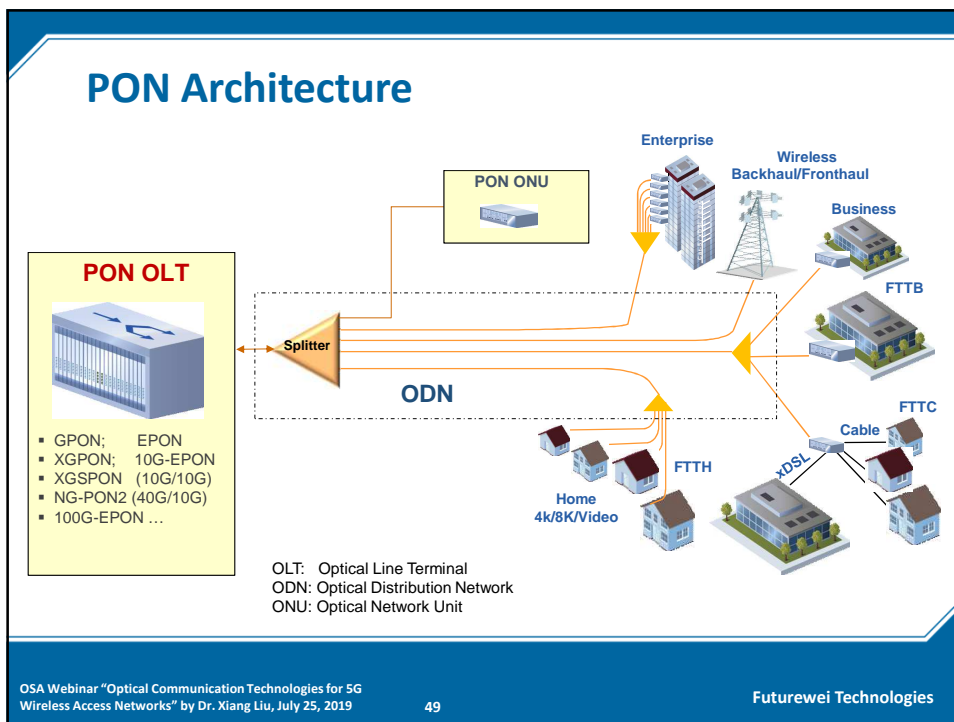 PON Architecture
Enterprise
Wireless
Backhaul/Fronthaul
PON ONU
Business
PON OLT
FTTB
Splitter
ODN
FTTC
Cable
xDSL
▪ GPON; EPON
▪ XGPON; 10G-EPON
▪ XGSPON (10G/10G)
▪ NG-PON2 (40G/10G)
▪ 100G-EPON ...
FTTH
Home
4k/8K/Video
OLT: Optical Line Terminal
ODN: Optical Distribution Network
ONU: Optical Network Unit
OSA Webinar “Optical Communication Technologies for 5G
Wireless Access Networks” by Dr. Xiang Liu, July 25, 2019
49
Futurewei Technologies